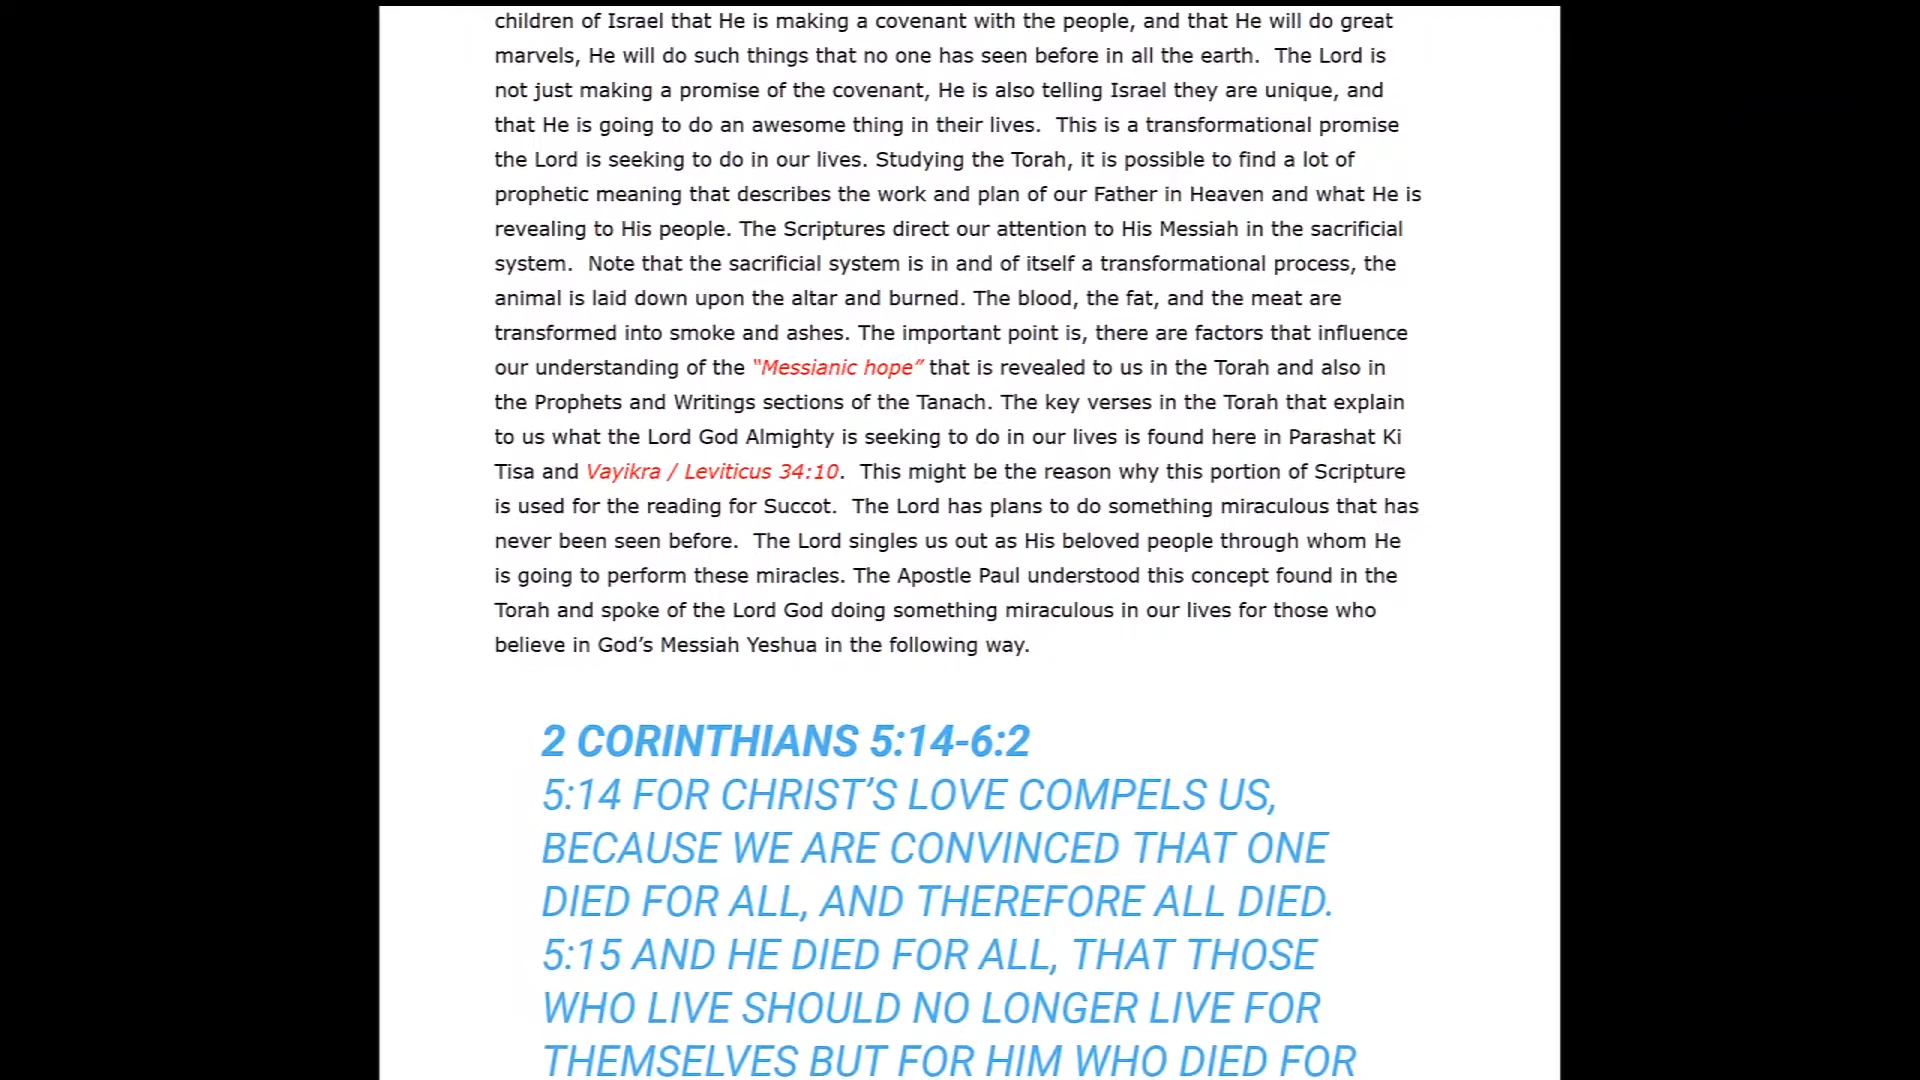 children of Israel that He is making a covenant with the people, and that He will do great
marvels, He will do such things that no one has seen before in all the earth.  The Lord is
not just making a promise of the covenant, He is also telling Israel they are unique, and
that He is going to do an awesome thing in their lives.  This is a transformational promise
the Lord is seeking to do in our lives. Studying the Torah, it is possible to find a lot of
prophetic meaning that describes the work and plan of our Father in Heaven and what He is
revealing to His people. The Scriptures direct our attention to His Messiah in the sacrificial
system.  Note that the sacrificial system is in and of itself a transformational process, the
animal is laid down upon the altar and burned. The blood, the fat, and the meat are
transformed into smoke and ashes. The important point is, there are factors that influence
our understanding of the “Messianic hope” that is revealed to us in the Torah and also in
the Prophets and Writings sections of the Tanach. The key verses in the Torah that explain
to us what the Lord God Almighty is seeking to do in our lives is found here in Parashat Ki
Tisa and Vayikra / Leviticus 34:10.  This might be the reason why this portion of Scripture
is used for the reading for Succot.  The Lord has plans to do something miraculous that has
never been seen before.  The Lord singles us out as His beloved people through whom He
is going to perform these miracles. The Apostle Paul understood this concept found in the
Torah and spoke of the Lord God doing something miraculous in our lives for those who
believe in God’s Messiah Yeshua in the following way.
2 CORINTHIANS 5:14-6:2
5:14 FOR CHRIST’S LOVE COMPELS US,
BECAUSE WE ARE CONVINCED THAT ONE
DIED FOR ALL, AND THEREFORE ALL DIED.
5:15 AND HE DIED FOR ALL, THAT THOSE
WHO LIVE SHOULD NO LONGER LIVE FOR
THEMSELVES BUT FOR HIM WHO DIED FOR